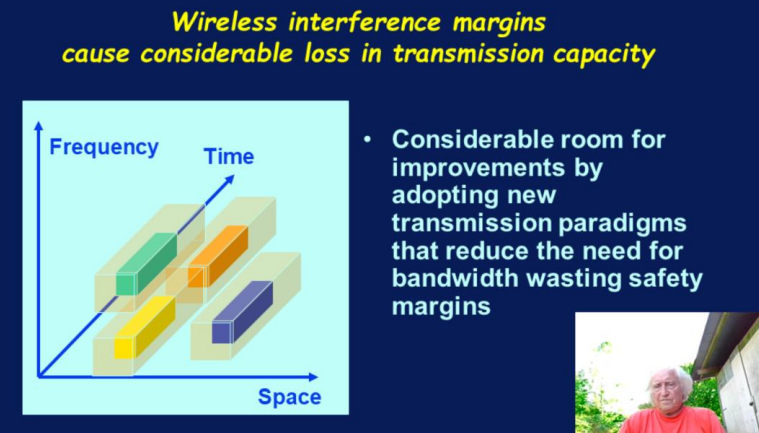 Wireless interference margins
cause considerable loss in transmission capacity
Frequency
Time
Space
• Considerable room for
improvements by
adopting new
transmission paradigms
that reduce the need for
bandwidth wasting safety
margins